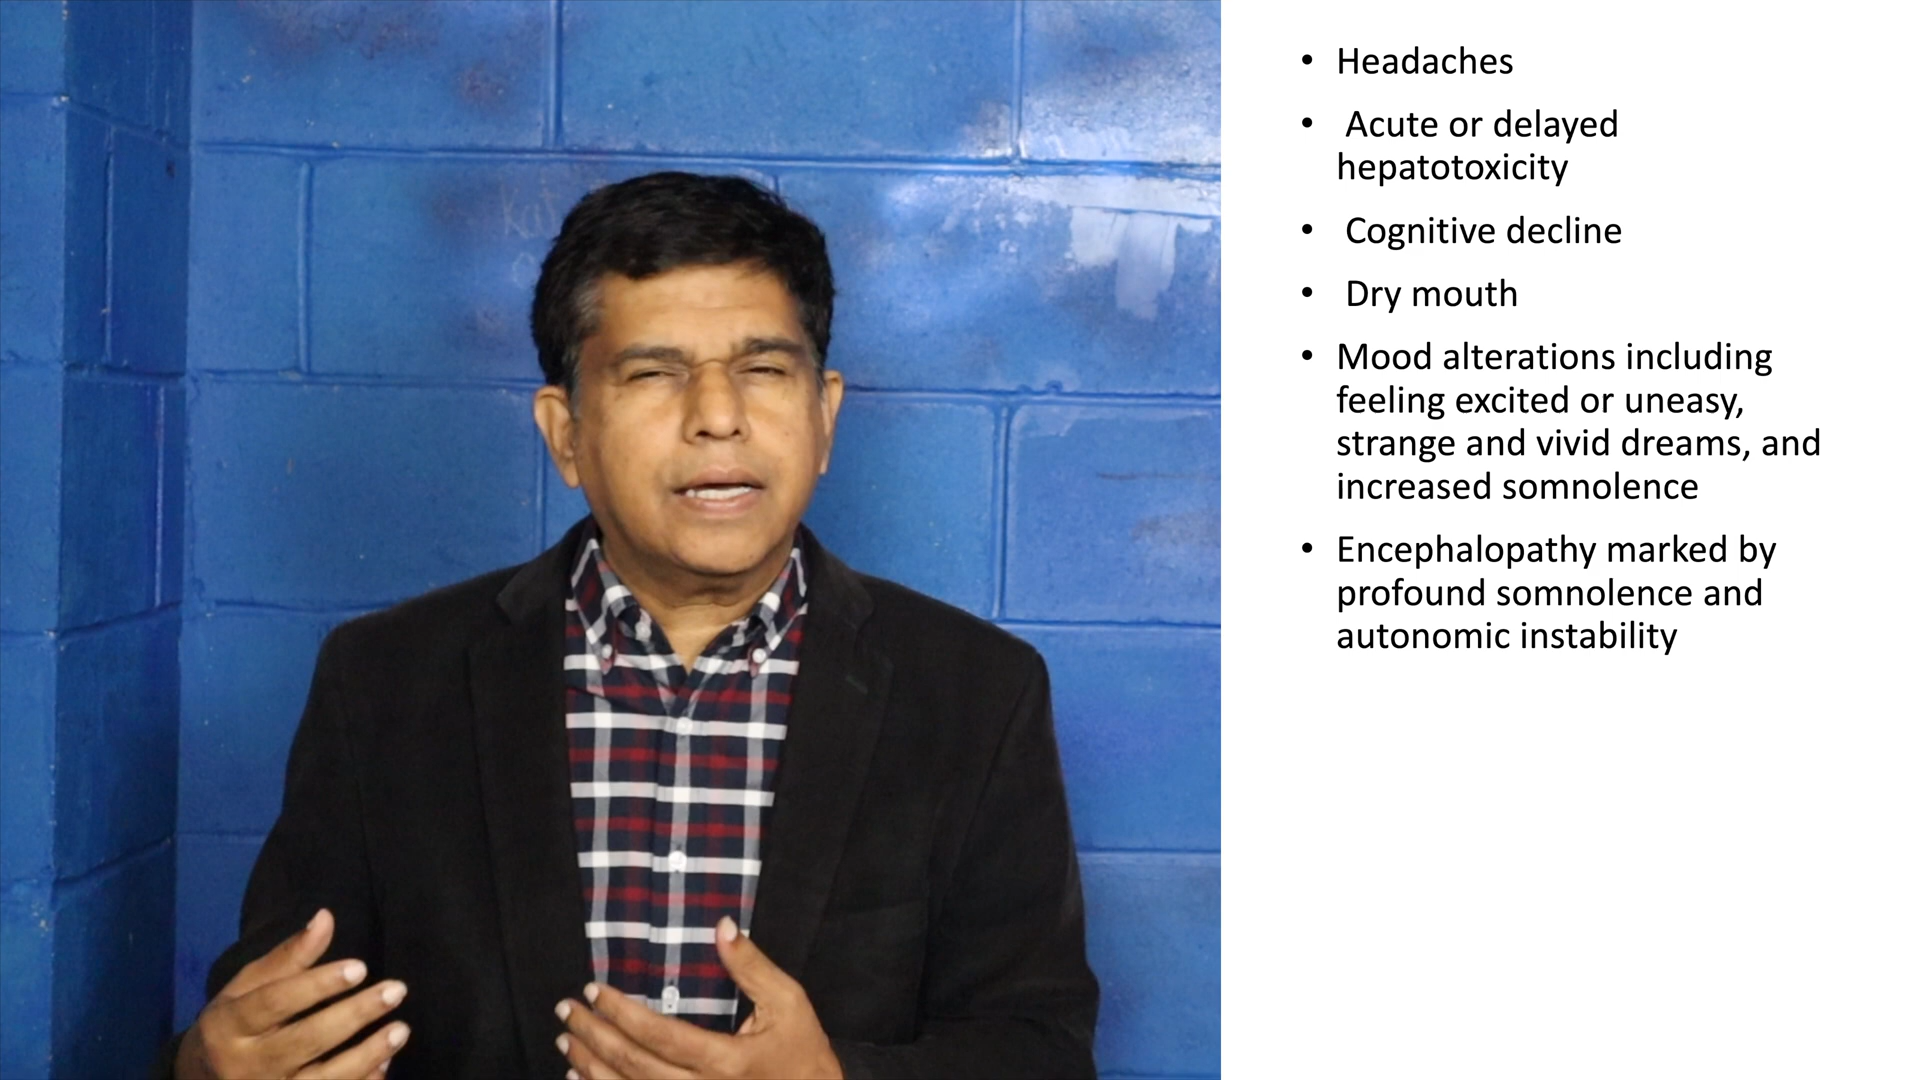 • Headaches
• Acute or delayed
hepatotoxicity
• Cognitive decline
• Dry mouth
• Mood alterations including
feeling excited or uneasy,
strange and vivid dreams, and
increased somnolence
• Encephalopathy marked by
profound somnolence and
autonomic instability